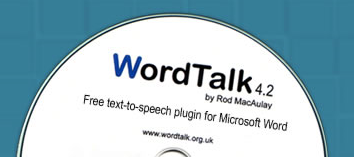 WordTalk 4.2
by Rod MacAulay
Free text-to-speech plugin for Microsoft Word
www.wordtalk.org.uk